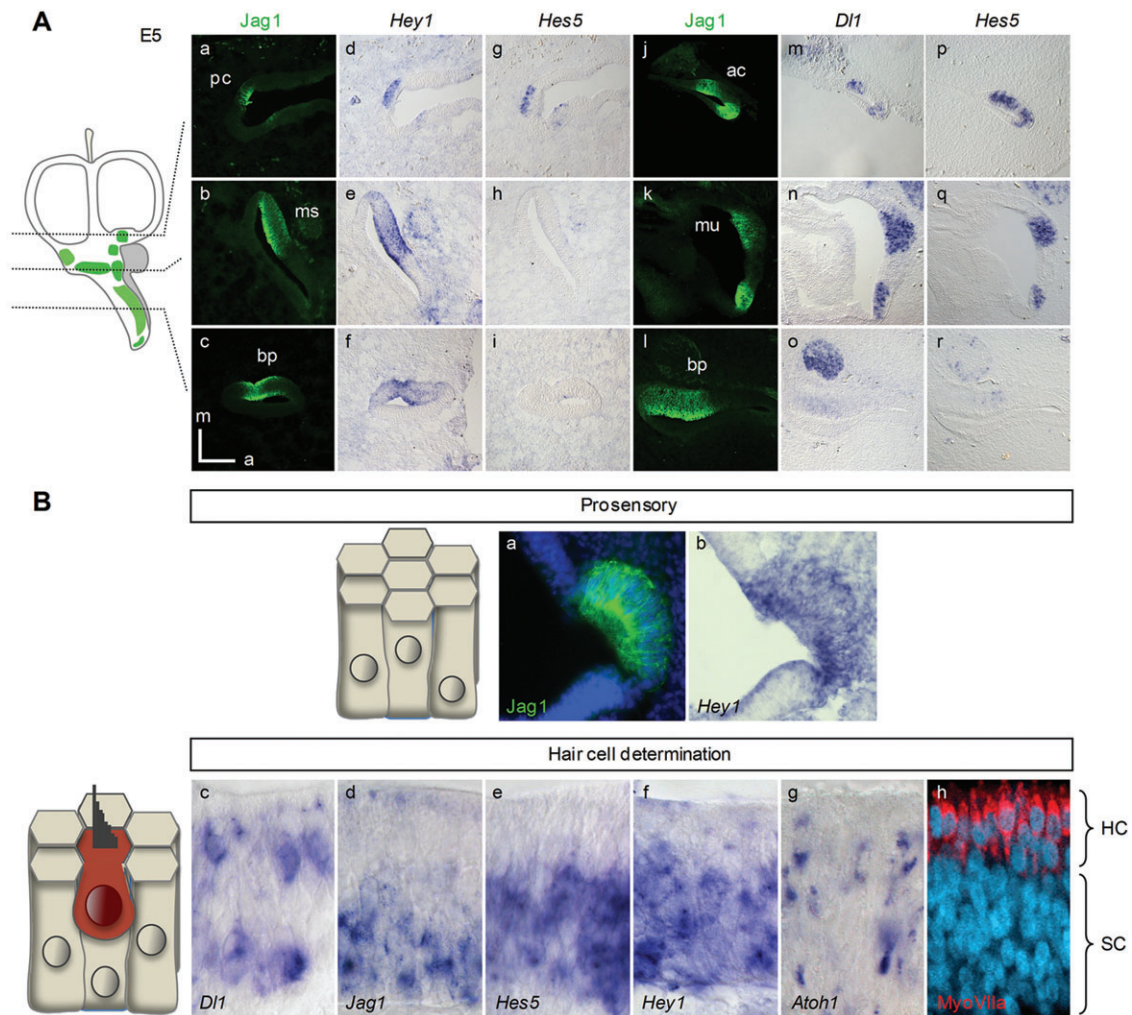 A
E5
Jag1 Hey1 Hes5 Jag1 Dl1 Hes5
a d g j m p
pc ac
b e h k n q
ms mu
c f i l o r
bp bp
m
a
B
Prosensory
a b
Jag1 Hey1
Hair cell determination
c d e f g h
HC
SC
Dl1 Jag1 Hes5 Hey1 Atoh1 MyoVIIa